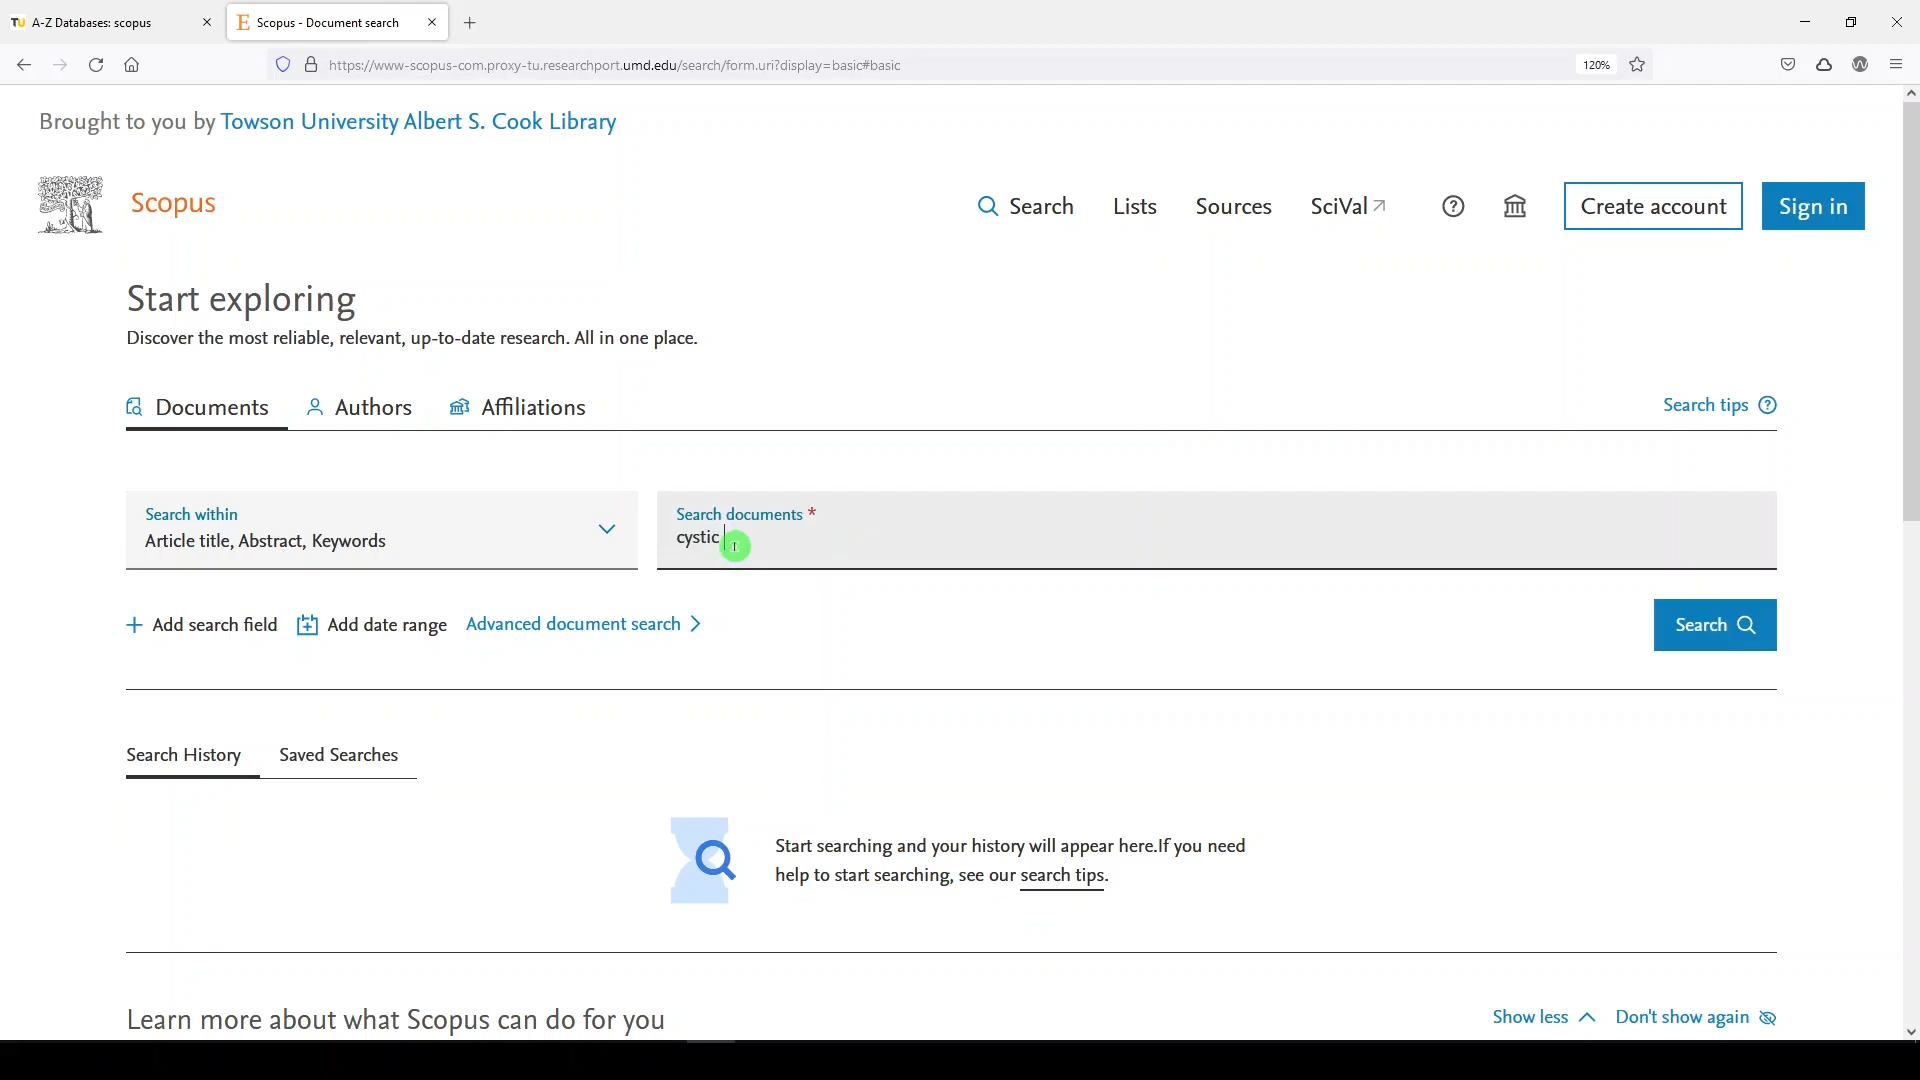 A-Z Databases: scopus
Scopus - Document search
https://www-scopus-com.proxy-tu.researchport.umd.edu/search/form.uri?display=basic#basic
120%
Brought to you by Towson University Albert S. Cook Library
Scopus
Search
Lists
Sources
SciVal
Create account
Sign in
Start exploring
Discover the most reliable, relevant, up-to-date research. All in one place.
Documents
Authors
Affiliations
Search tips
Search within
Article title, Abstract, Keywords
Search documents *
cystic
Add search field
Add date range
Advanced document search
Search
Search History
Saved Searches
Start searching and your history will appear here.If you need
help to start searching, see our search tips.
Learn more about what Scopus can do for you
Show less
Don't show again